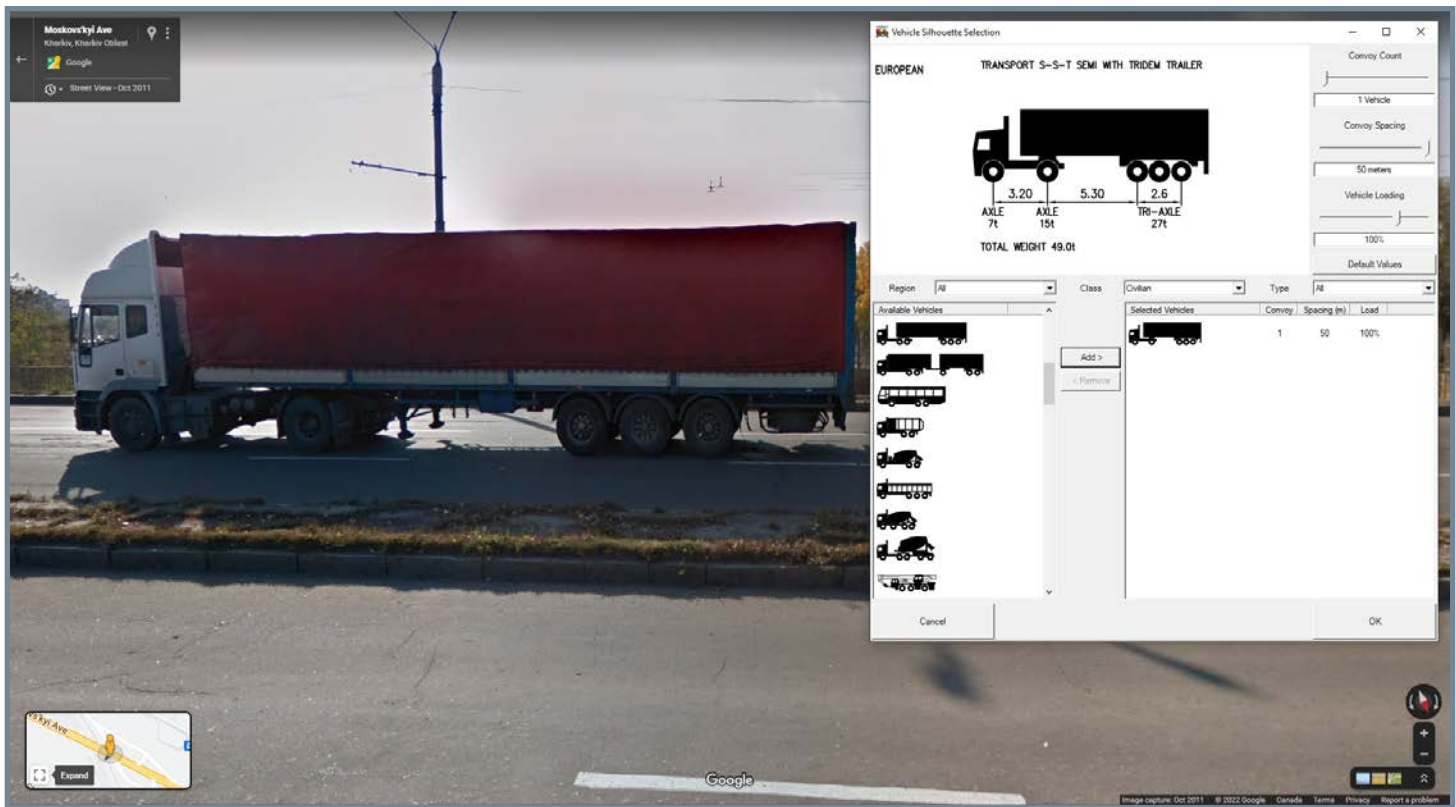 Moskovs'kyi Ave
Kharkiv, Kharkiv Oblast
Google
Street View - Oct 2011
Vehicle Silhouette Selection
EUROPEAN
TRANSPORT S-S-T SEMI WITH TRIDEM TRAILER
3.20
5.30
2.6
AXLE
7t
AXLE
15t
TRI-AXLE
27t
TOTAL WEIGHT 49.0t
Convoy Count
1 Vehicle
Convoy Spacing
50 meters
Vehicle Loading
100%
Default Values
Region
All
Class
Civilian
Type
All
Available Vehicles
Add >
< Remove
Selected Vehicles
Convoy
Spacing (m)
Load
1
50
100%
Cancel
OK
's'kyi Ave
Expand
Google
Image capture: Oct 2011
© 2022 Google
Canada
Terms
Privacy
Report a problem